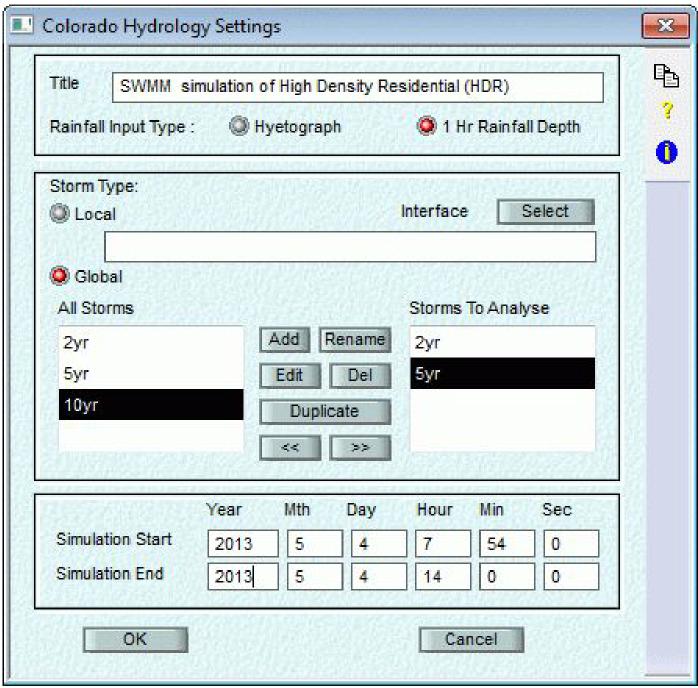 Colorado Hydrology Settings
Title SWMM simulation of High Density Residential (HDR)
Rainfall Input Type : Hyetograph 1 Hr Rainfall Depth
?
i
Storm Type:
Local Interface Select
Global
All Storms Storms To Analyse
2yr Add Rename 2yr
5yr Edit Del 5yr
10yr Duplicate
<< >>
Year Mth Day Hour Min Sec
Simulation Start 2013 5 4 7 54 0
Simulation End 2013 5 4 14 0 0
OK Cancel